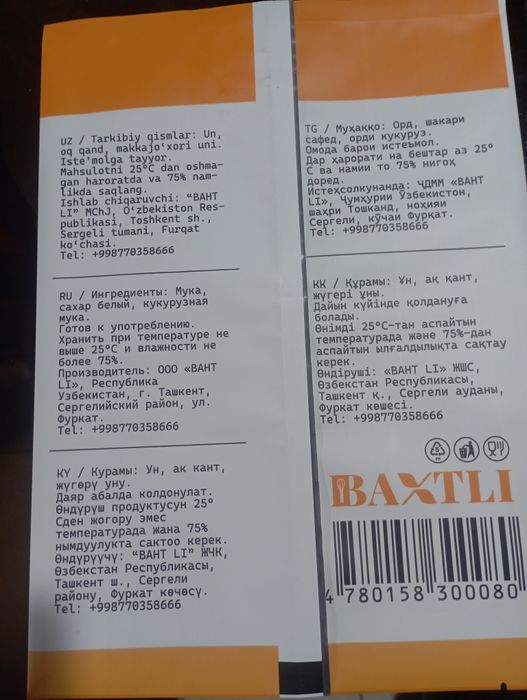 UZ / Tarkibiy qismlar: Un,
oq qand, makkajo‘xori uni.
Iste’molga tayyor.
Mahsulotni 25°C dan oshma-
gan haroratda va 75% nam-
likda saqlang.
Ishlab chiqaruvchi: “BAHT
LI” MChJ, O‘zbekiston Res-
publikasi, Toshkent sh.,
Sergeli tumani, Furqat
ko‘chasi.
Tel: +998770358666
RU / Ингредиенты: Мука,
сахар белый, кукурузная
мука.
Готов к употреблению.
Хранить при температуре не
выше 25°C и влажности не
более 75%.
Производитель: ООО «BAHT
LI», Республика
Узбекистан, г. Ташкент,
Сергелийский район, ул.
Фуркат.
Tel: +998770358666
KY / Курамы: Ун, ак кант,
жүгөрү уну.
Даяр абалда колдонулат.
Өндүрүш продуктусун 25°
Cден жогору эмес
температурада жана 75%
нымдуулукта сактоо керек.
Өндүрүүчү: “BAHT LI” ЖЧК,
Өзбекстан Республикасы,
Ташкент ш., Сергели
району, Фуркат көчөсү.
Tel: +998770358666
TG / Муҳаққо: Орд, шакари
сафед, орди кукуруз.
Омода барои истеъмол.
Дар ҳарорати на бештар аз 25°
C ва намии то 75% нигоҳ
доред.
Истеҳсолкунанда: ҶДММ «BAHT
LI», Ҷумҳурии Ӯзбекистон,
шаҳри Тошканд, ноҳияи
Сергели, кӯчаи Фурқат.
Tel: +998770358666
KK / Құрамы: Ұн, ақ қант,
жүгері ұны.
Дайын күйінде қолдануға
болады.
Өнімді 25°C-тан аспайтын
температурада және 75%-дан
аспайтын ылғалдылықта сақтау
керек.
Өндіруші: «BAHT LI» ЖШС,
Өзбекстан Республикасы,
Ташкент қ., Сергели ауданы,
Фуркат көшесі.
Tel: +998770358666
BAXTLI
4 780158 300080